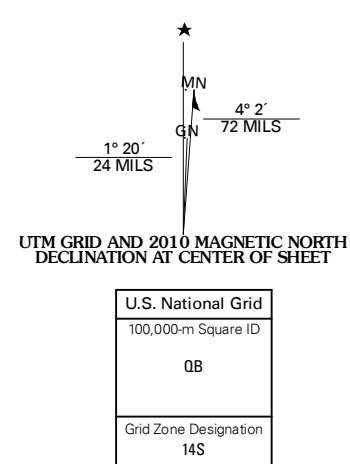 MN
GN
4° 2´
72 MILS
1° 20´
24 MILS
UTM GRID AND 2010 MAGNETIC NORTH
DECLINATION AT CENTER OF SHEET
U.S. National Grid
100,000-m Square ID
QB
Grid Zone Designation
14S